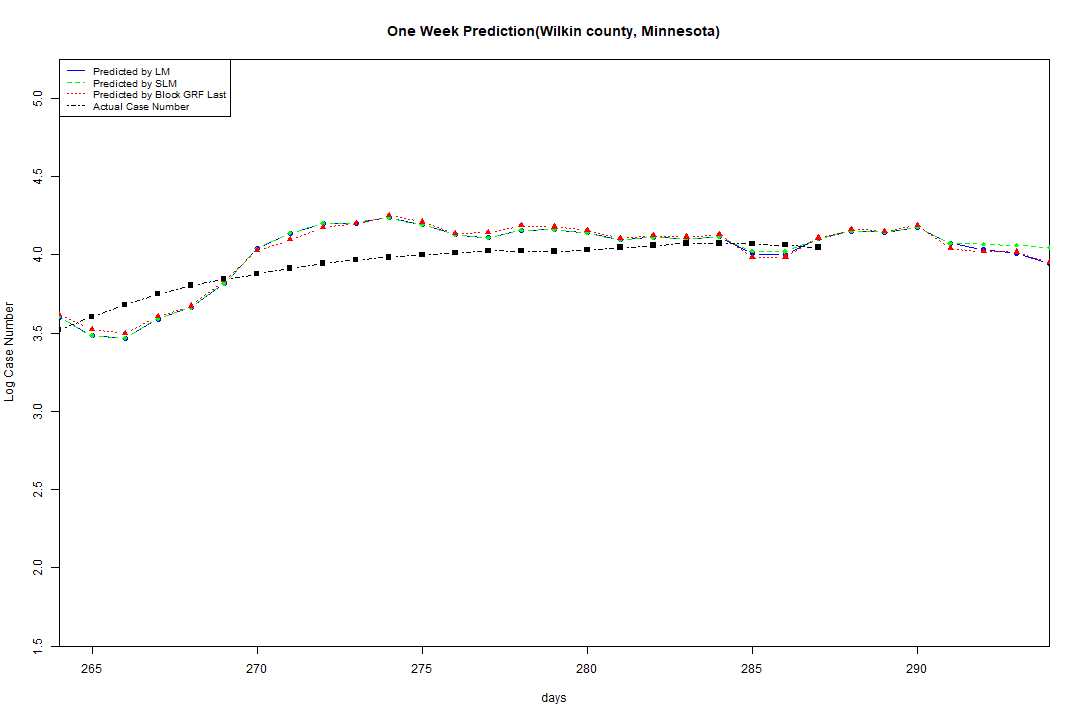 One Week Prediction(Wilkin county, Minnesota)
Predicted by LM
Predicted by SLM
Predicted by Block GRF Last
Actual Case Number
5.0
4.5
4.0
3.5
3.0
2.5
2.0
1.5
Log Case Number
265 270 275 280 285 290
days